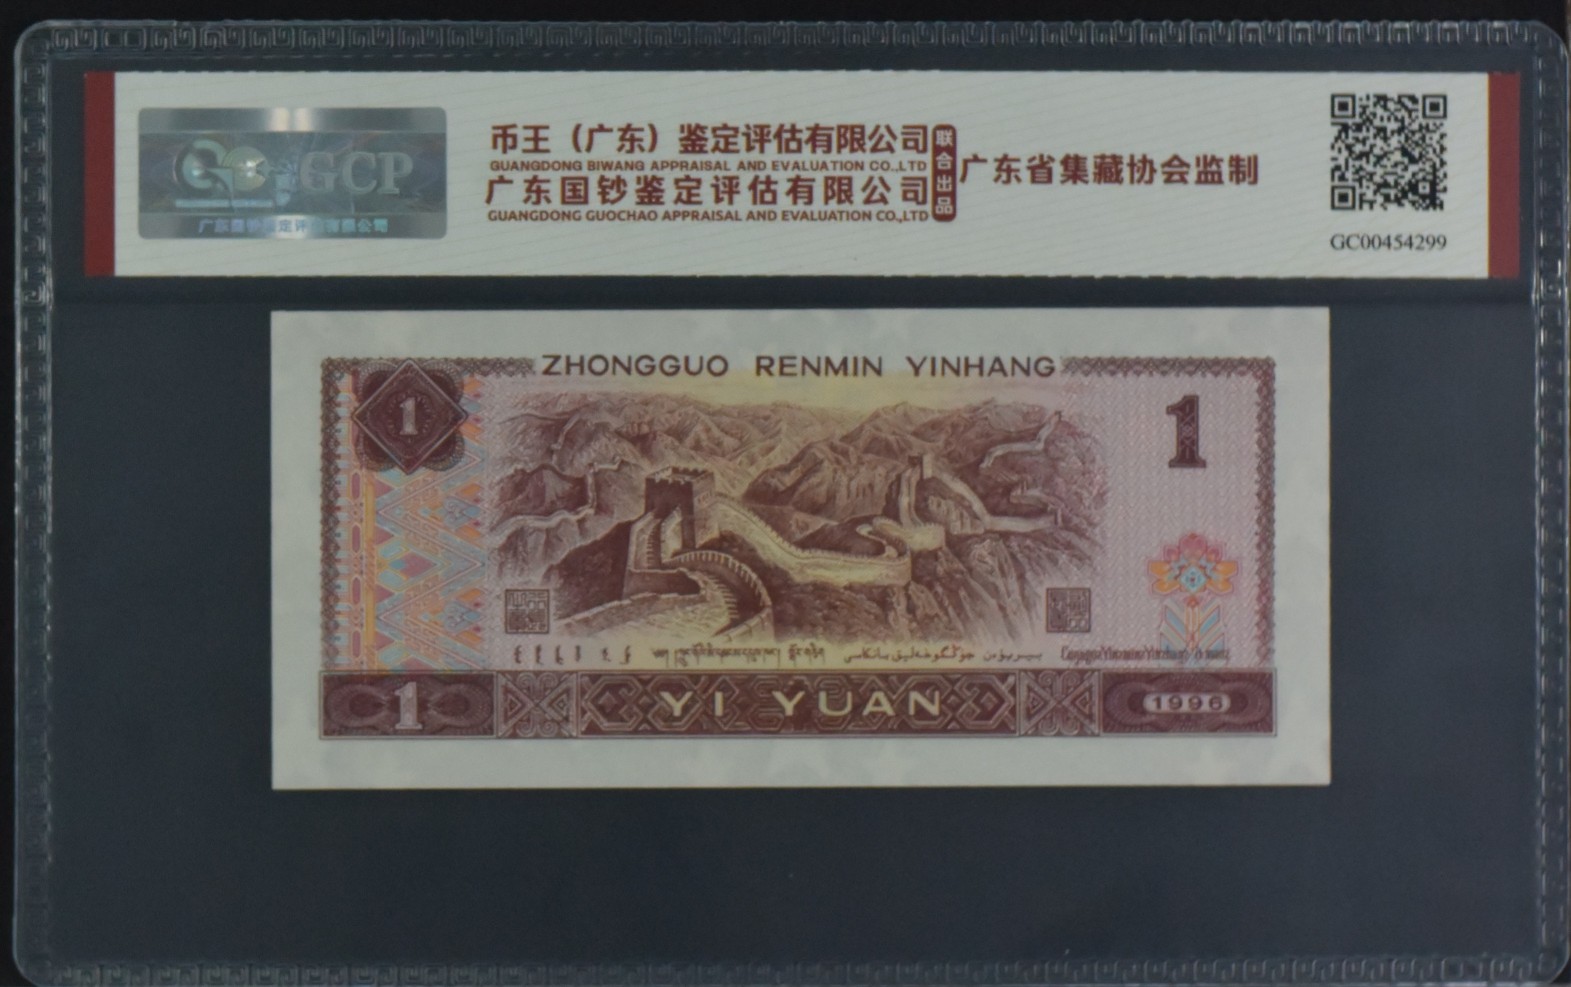 GCP
币王（广东）鉴定评估有限公司
GUANGDONG BIWANG APPRAISAL AND EVALUATION CO.,LTD
广东国钞鉴定评估有限公司
GUANGDONG GUOCHAO APPRAISAL AND EVALUATION CO.,LTD
联合出品
广东省集藏协会监制
GC00454299
ZHONGGUO RENMIN YINHANG
1
1
1
YI YUAN
1996